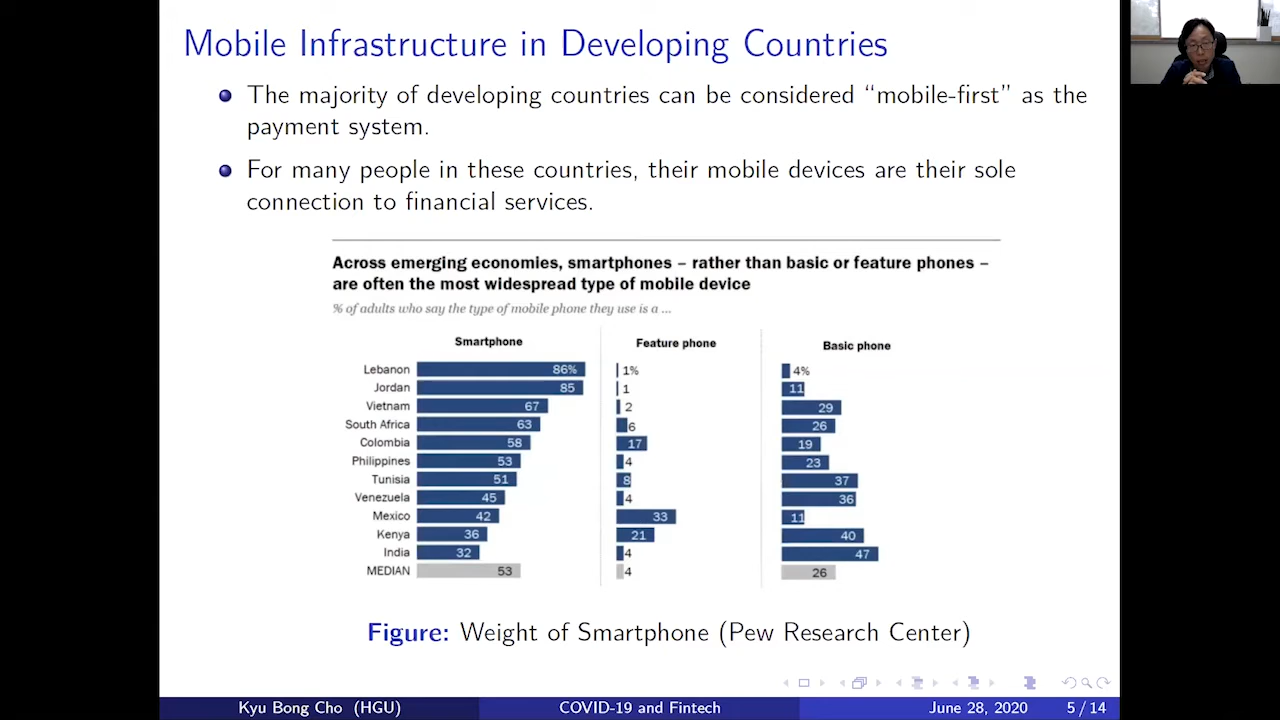 Mobile Infrastructure in Developing Countries
The majority of developing countries can be considered “mobile-first” as the
payment system.
For many people in these countries, their mobile devices are their sole
connection to financial services.
Across emerging economies, smartphones – rather than basic or feature phones –
are often the most widespread type of mobile device
% of adults who say the type of mobile phone they use is a ...
Smartphone Feature phone Basic phone
Lebanon 86% 1% 4%
Jordan 85 1 11
Vietnam 67 2 29
South Africa 63 6 26
Colombia 58 17 19
Philippines 53 4 23
Tunisia 51 8 37
Venezuela 45 4 36
Mexico 42 33 11
Kenya 36 21 40
India 32 4 47
MEDIAN 53 4 26
Figure: Weight of Smartphone (Pew Research Center)
Kyu Bong Cho (HGU) COVID-19 and Fintech June 28, 2020 5 / 14